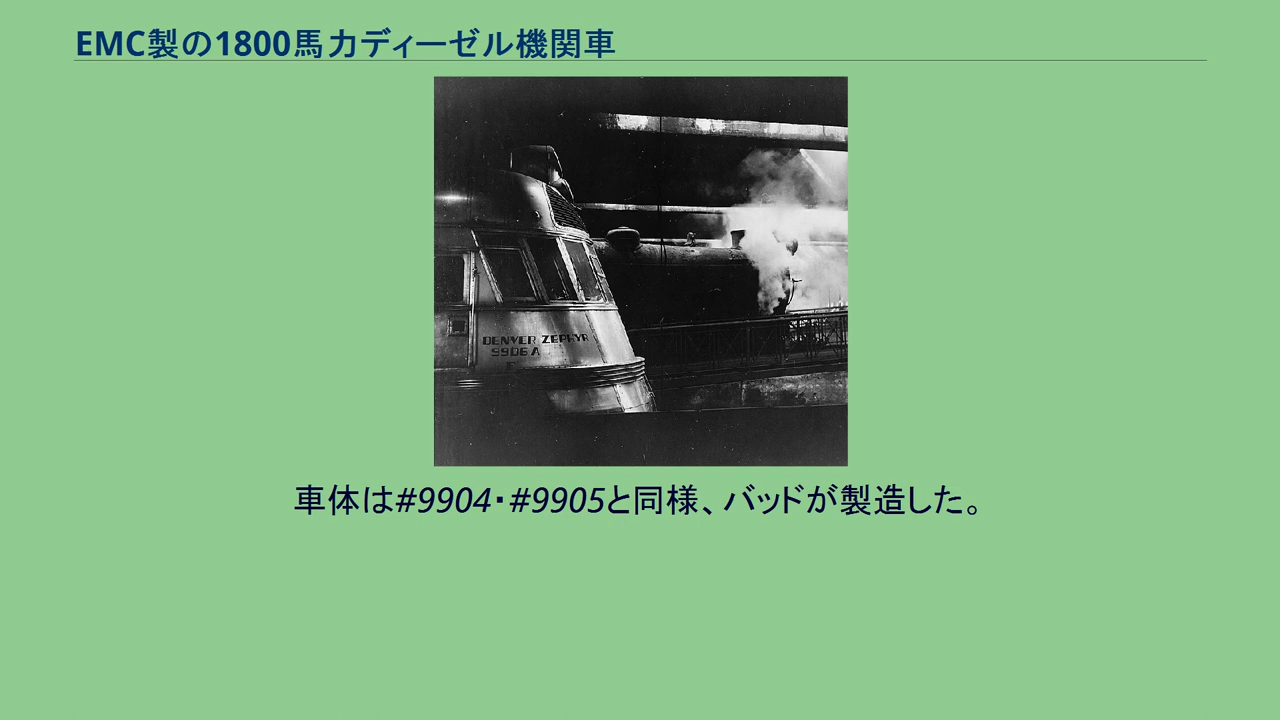 EMC製の1800馬力ディーゼル機関車
DENVER ZEPHYR
9906 A
車体は#9904・#9905と同様、バッドが製造した。